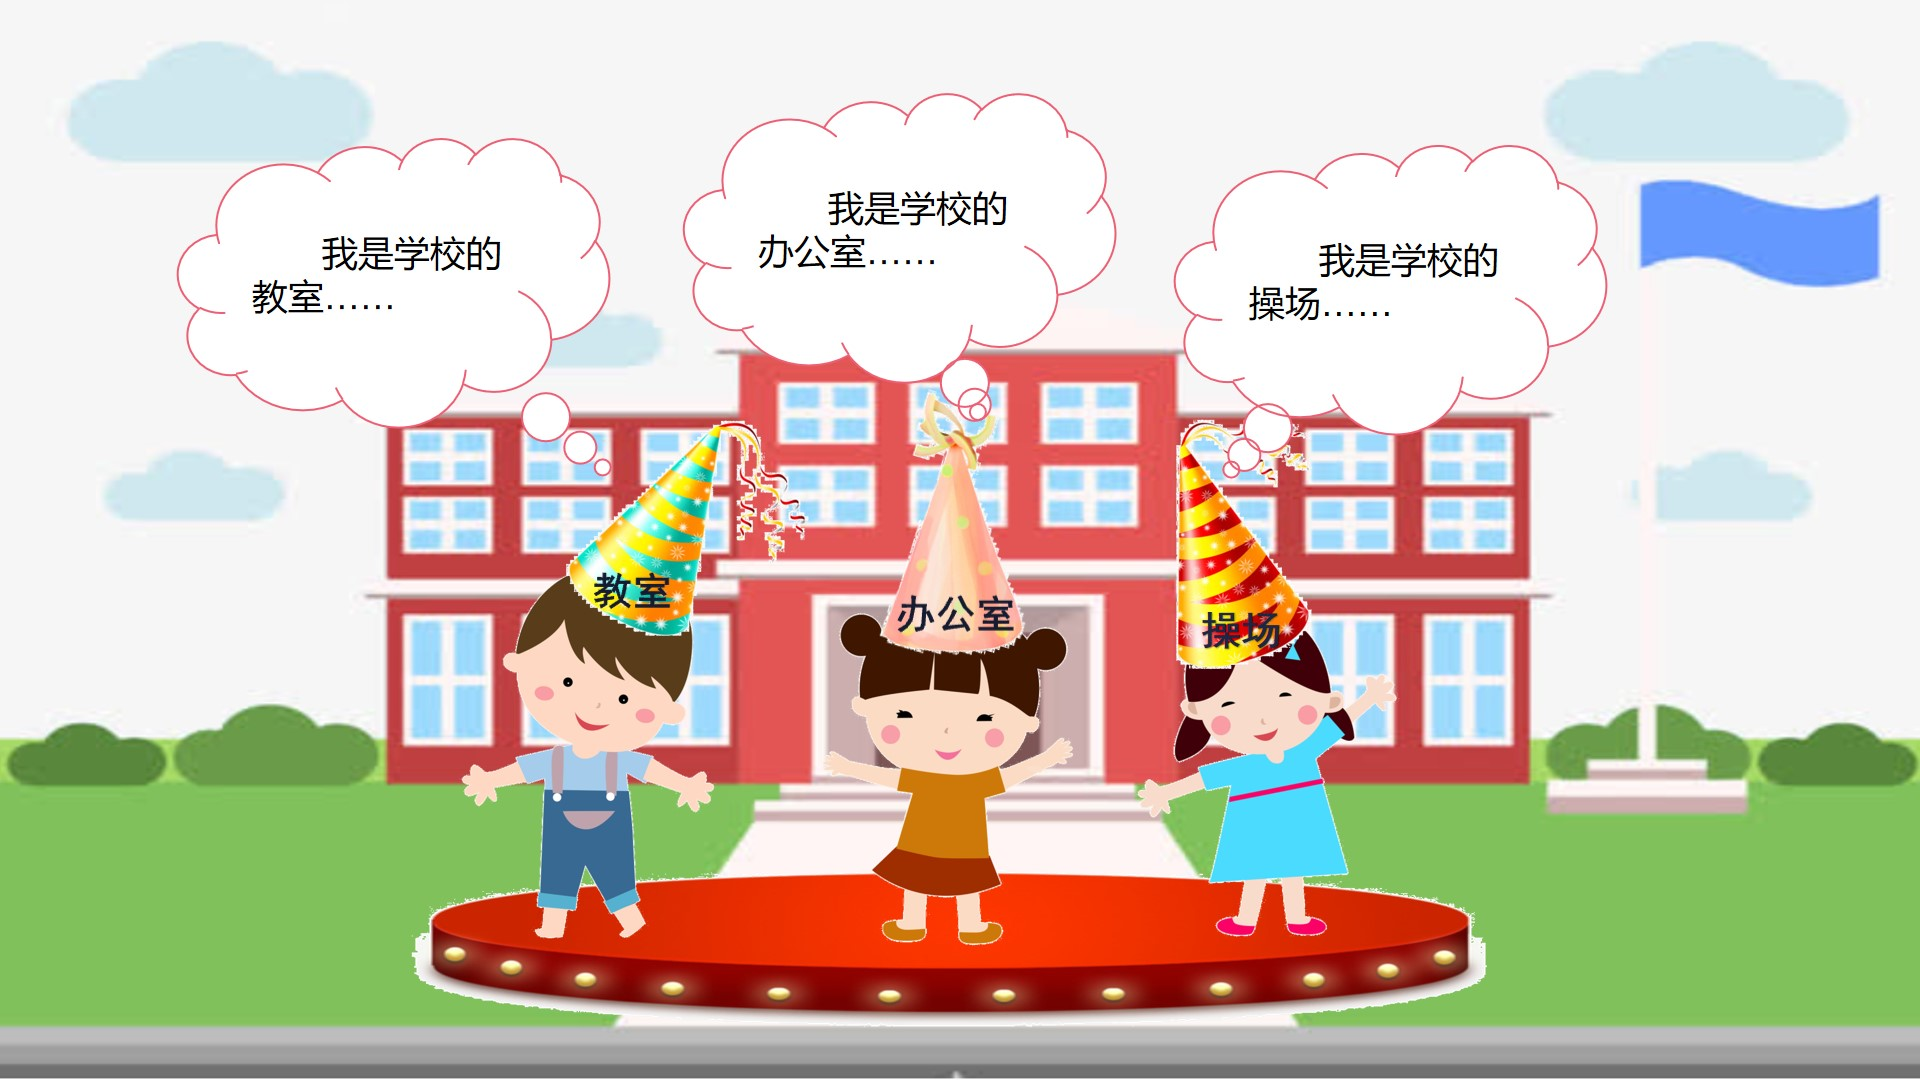 我是学校的
教室……
我是学校的
办公室……
我是学校的
操场……
教室
办公室
操场